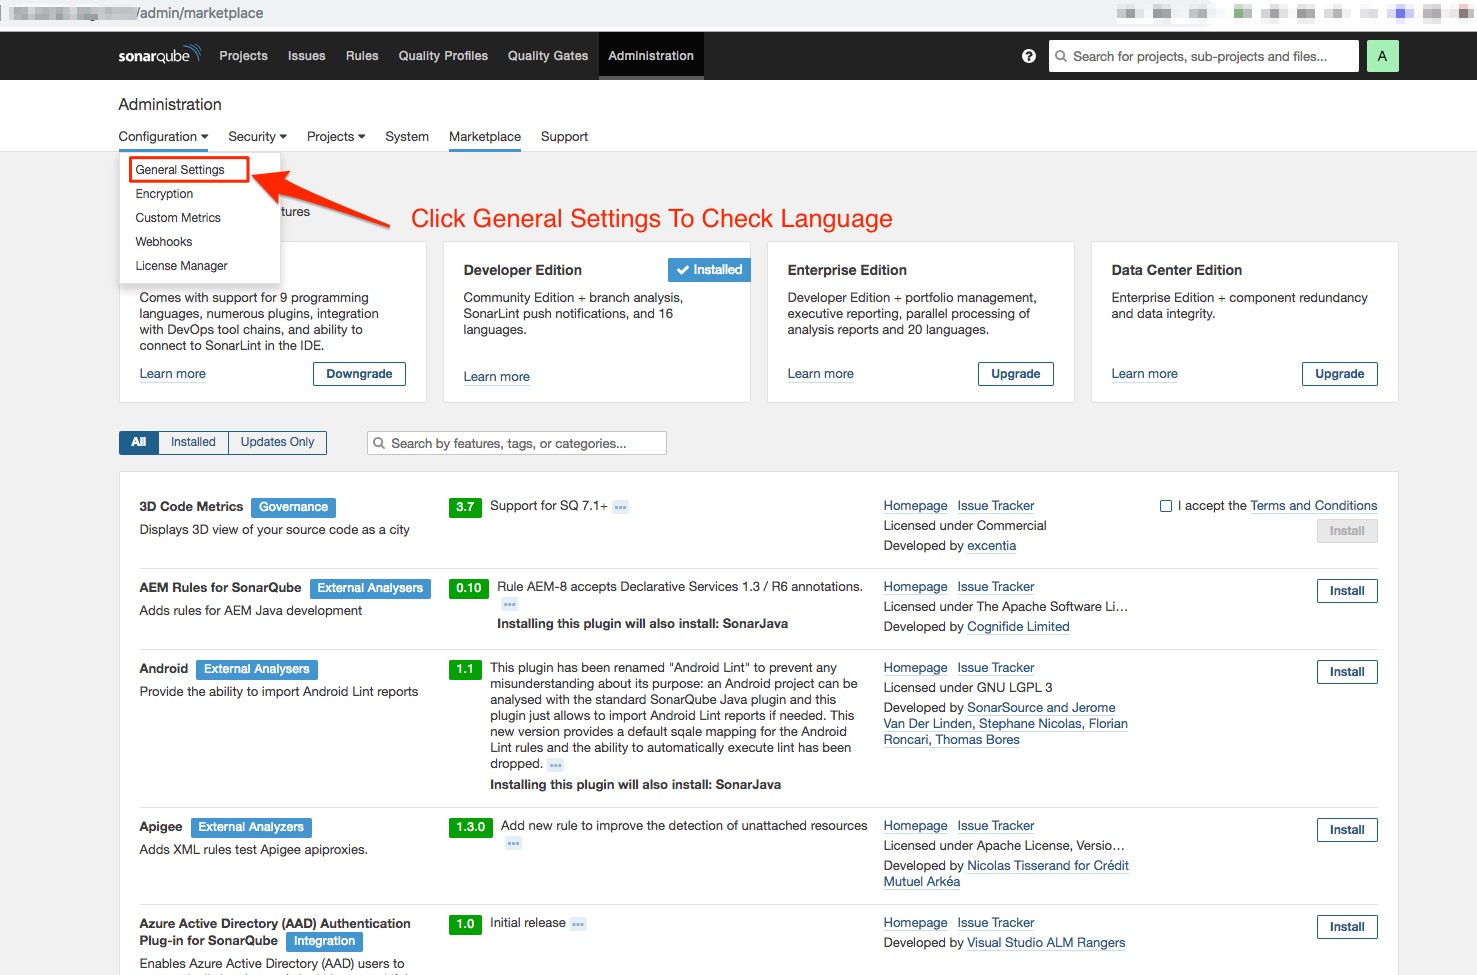 /admin/marketplace
sonarqube Projects Issues Rules Quality Profiles Quality Gates Administration ? Search for projects, sub-projects and files... A
Administration
Configuration Security Projects System Marketplace Support
General Settings
Encryption
Custom Metrics
tures
Click General Settings To Check Language
Webhooks
License Manager
Comes with support for 9 programming
languages, numerous plugins, integration
with DevOps tool chains, and ability to
connect to SonarLint in the IDE.
Learn more Downgrade
Developer Edition Installed
Community Edition + branch analysis,
SonarLint push notifications, and 16
languages.
Learn more
Enterprise Edition
Developer Edition + portfolio management,
executive reporting, parallel processing of
analysis reports and 20 languages.
Learn more Upgrade
Data Center Edition
Enterprise Edition + component redundancy
and data integrity.
Learn more Upgrade
All Installed Updates Only Search by features, tags, or categories...
3D Code Metrics Governance
Displays 3D view of your source code as a city
3.7 Support for SQ 7.1+ ...
Homepage Issue Tracker
Licensed under Commercial
Developed by excentia
I accept the Terms and Conditions
Install
AEM Rules for SonarQube External Analysers
Adds rules for AEM Java development
0.10 Rule AEM-8 accepts Declarative Services 1.3 / R6 annotations.
...
Installing this plugin will also install: SonarJava
Homepage Issue Tracker
Licensed under The Apache Software Li...
Developed by Cognifide Limited
Install
Android External Analysers
Provide the ability to import Android Lint reports
1.1 This plugin has been renamed "Android Lint" to prevent any
misunderstanding about its purpose: an Android project can be
analysed with the standard SonarQube Java plugin and this
plugin just allows to import Android Lint reports if needed. This
new version provides a default sqale mapping for the Android
Lint rules and the ability to automatically execute lint has been
dropped. ...
Installing this plugin will also install: SonarJava
Homepage Issue Tracker
Licensed under GNU LGPL 3
Developed by SonarSource and Jerome
Van Der Linden, Stephane Nicolas, Florian
Roncari, Thomas Bores
Install
Apigee External Analyzers
Adds XML rules test Apigee apiproxies.
1.3.0 Add new rule to improve the detection of unattached resources
...
Homepage Issue Tracker
Licensed under Apache License, Versio...
Developed by Nicolas Tisserand for Crédit
Mutuel Arkéa
Install
Azure Active Directory (AAD) Authentication
Plug-in for SonarQube Integration
Enables Azure Active Directory (AAD) users to
1.0 Initial release ...
Homepage Issue Tracker
Developed by Visual Studio ALM Rangers
Install